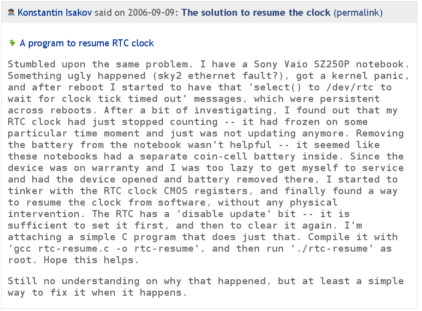 Konstantin Isakov said on 2006-09-09: The solution to resume the clock (permalink)
A program to resume RTC clock
Stumbled upon the same problem. I have a Sony Vaio SZ250P notebook.
Something ugly happened (sky2 ethernet fault?), got a kernel panic,
and after reboot I started to have that 'select() to /dev/rtc to
wait for clock tick timed out' messages, which were persistent
across reboots. After a bit of investigating, I found out that my
RTC clock had just stopped counting -- it had frozen on some
particular time moment and just was not updating anymore. Removing
the battery from the notebook wasn't helpful -- it seemed like
these notebooks had a separate coin-cell battery inside. Since the
device was on warranty and I was too lazy to get myself to service
and had the device opened and battery removed there, I started to
tinker with the RTC clock CMOS registers, and finally found a way
to resume the clock from software, without any physical
intervention. The RTC has a 'disable update' bit -- it is
sufficient to set it first, and then to clear it again. I'm
attaching a simple C program that does just that. Compile it with
'gcc rtc-resume.c -o rtc-resume', and then run './rtc-resume' as
root. Hope this helps.
Still no understanding on why that happened, but at least a simple
way to fix it when it happens.